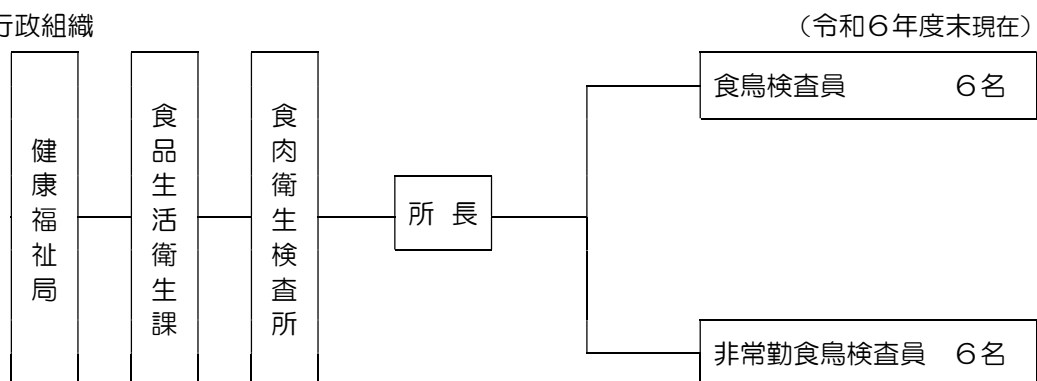 行政組織
（令和６年度末現在）
健康福祉局
食品生活衛生課
食肉衛生検査所
所長
食鳥検査員　６名
非常勤食鳥検査員　６名